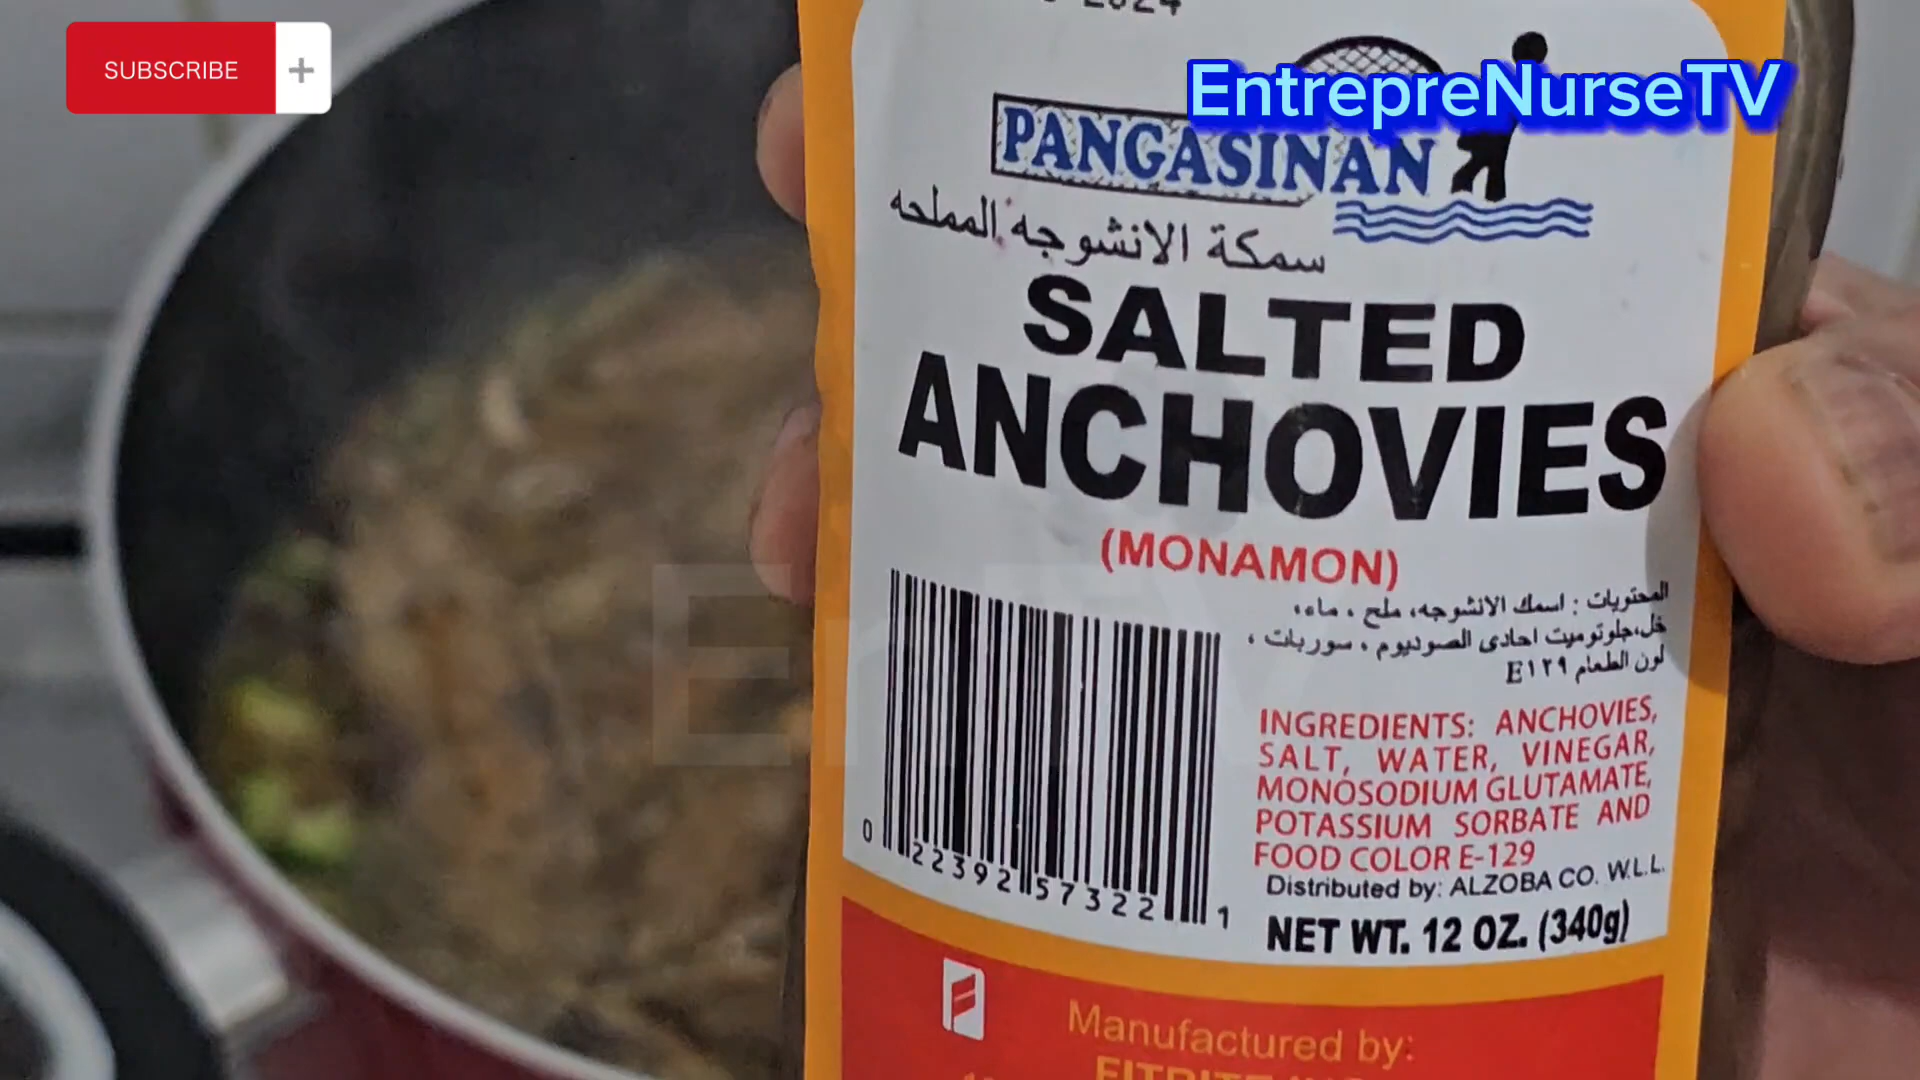 2024
SUBSCRIBE
EntrepreNurseTV
PANGASINAN
سمكة الانشوجه المملحه
SALTED
ANCHOVIES
(MONAMON)
المحتويات : اسمك الانشوجه، ملح ، ماء،
خل،جلوتوميت احادى الصوديوم ، سوربات ،
لون الطعام E١٢٩
INGREDIENTS: ANCHOVIES,
SALT, WATER, VINEGAR,
MONOSODIUM GLUTAMATE,
POTASSIUM SORBATE AND
FOOD COLOR E-129
Distributed by: ALZOBA CO. W.L.L.
NET WT. 12 OZ. (340g)
0 22392 57322 1
Manufactured by: